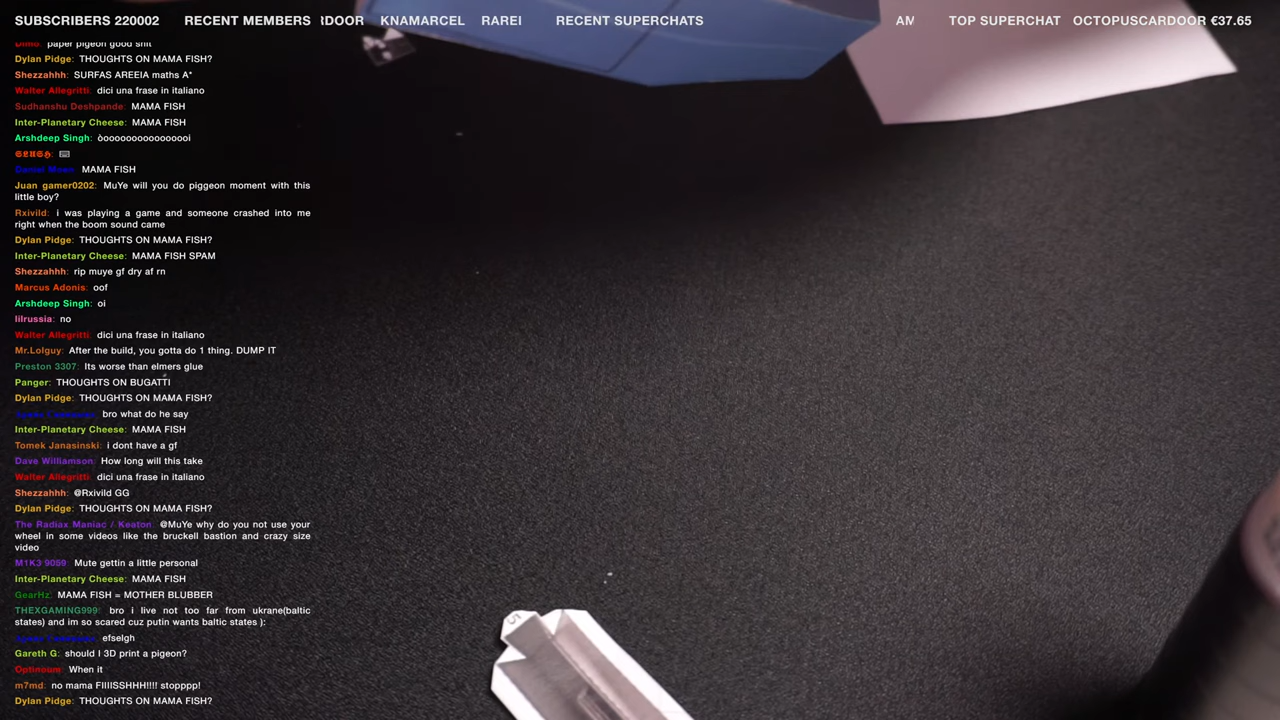 SUBSCRIBERS 220002 RECENT MEMBERS DOOR KNAMARCEL RAREI RECENT SUPERCHATS AM TOP SUPERCHAT OCTOPUSCARDOOR €37.65
Dimo: paper pigeon good shit
Dylan Pidge: THOUGHTS ON MAMA FISH?
Shezzahhh: SURFAS AREEIA maths A*
Walter Allegritti: dici una frase in italiano
Sudhanshu Deshpande: MAMA FISH
Inter-Planetary Cheese: MAMA FISH
Arshdeep Singh: òooooooooooooooi
MAMA FISH
Juan gamer0202: MuYe will you do piggeon moment with this
little boy?
Rxivild: i was playing a game and someone crashed into me
right when the boom sound came
Dylan Pidge: THOUGHTS ON MAMA FISH?
Inter-Planetary Cheese: MAMA FISH SPAM
Shezzahhh: rip muye gf dry af rn
Marcus Adonis: oof
Arshdeep Singh: oi
lilrussia: no
Walter Allegritti: dici una frase in italiano
Mr.Lolguy: After the build, you gotta do 1 thing. DUMP IT
Preston 3307: Its worse than elmers glue
Panger: THOUGHTS ON BUGATTI
Dylan Pidge: THOUGHTS ON MAMA FISH?
bro what do he say
Inter-Planetary Cheese: MAMA FISH
Tomek Janasinski: i dont have a gf
Dave Williamson: How long will this take
Walter Allegritti: dici una frase in italiano
Shezzahhh: @Rxivild GG
Dylan Pidge: THOUGHTS ON MAMA FISH?
The Radiax Maniac / Keaton: @MuYe why do you not use your
wheel in some videos like the bruckell bastion and crazy size
video
M1K3 9059: Mute gettin a little personal
Inter-Planetary Cheese: MAMA FISH
GearHz: MAMA FISH = MOTHER BLUBBER
THEXGAMING999: bro i live not too far from ukrane(baltic
states) and im so scared cuz putin wants baltic states ):
efselgh
Gareth G: should I 3D print a pigeon?
Optinoum: When it
m7md: no mama FIIIISSHHH!!!! stopppp!
Dylan Pidge: THOUGHTS ON MAMA FISH?
5